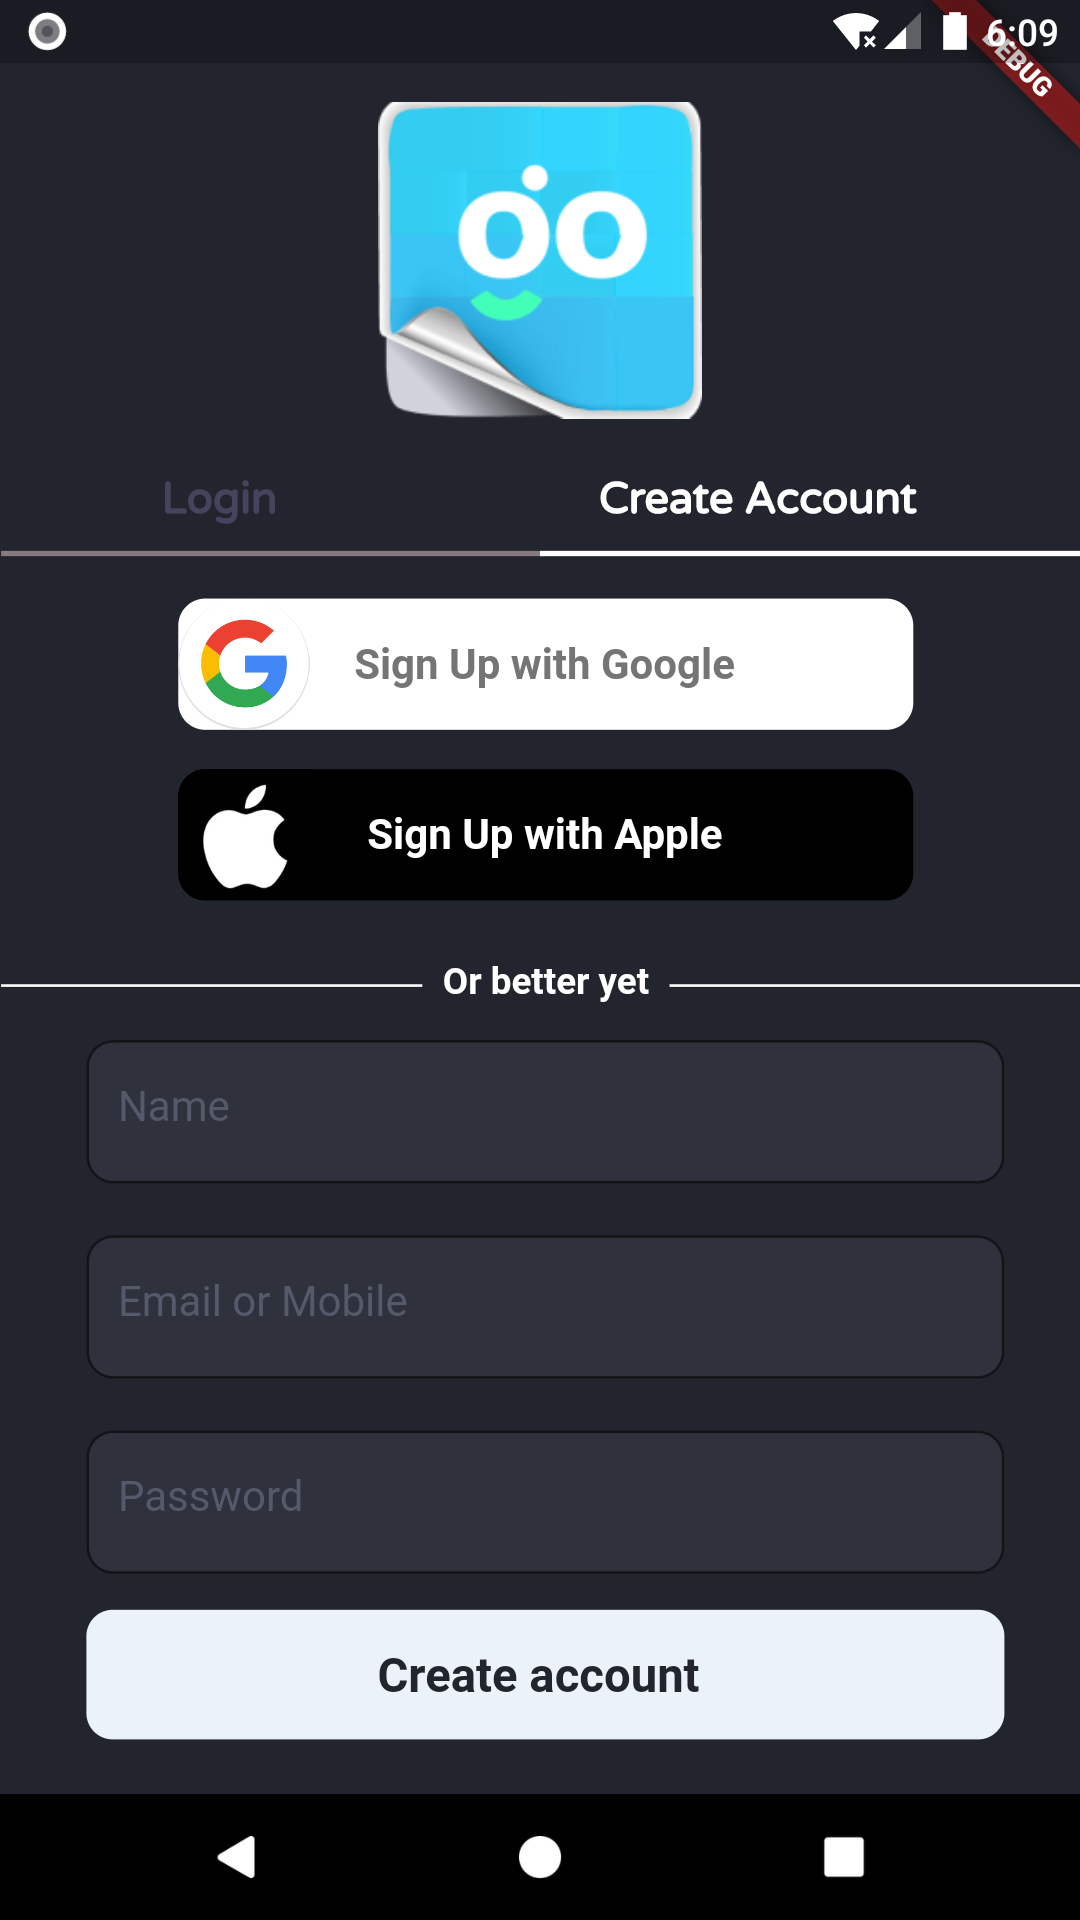 6:09
DEBUG
oo
Login
Create Account
Sign Up with Google
Sign Up with Apple
Or better yet
Name
Email or Mobile
Password
Create account